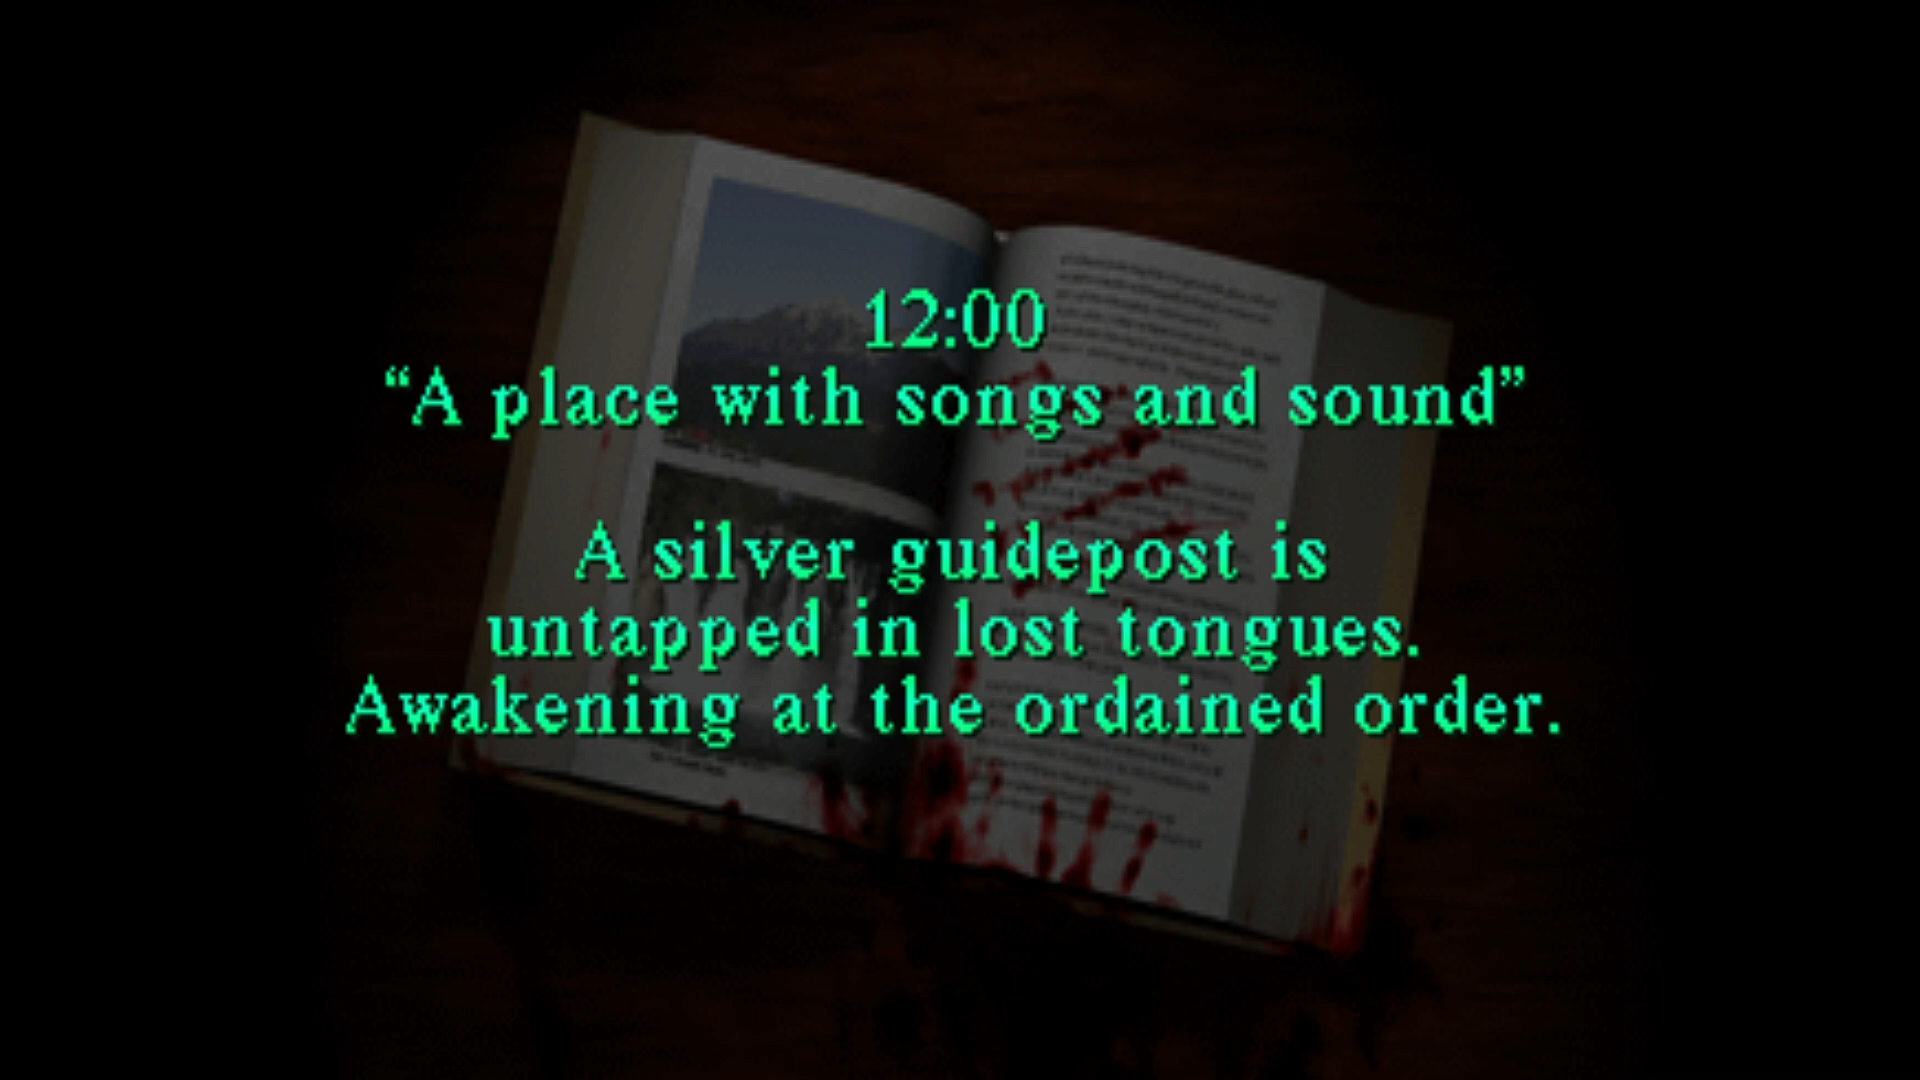 12:00
“A place with songs and sound”
A silver guidepost is
untapped in lost tongues.
Awakening at the ordained order.